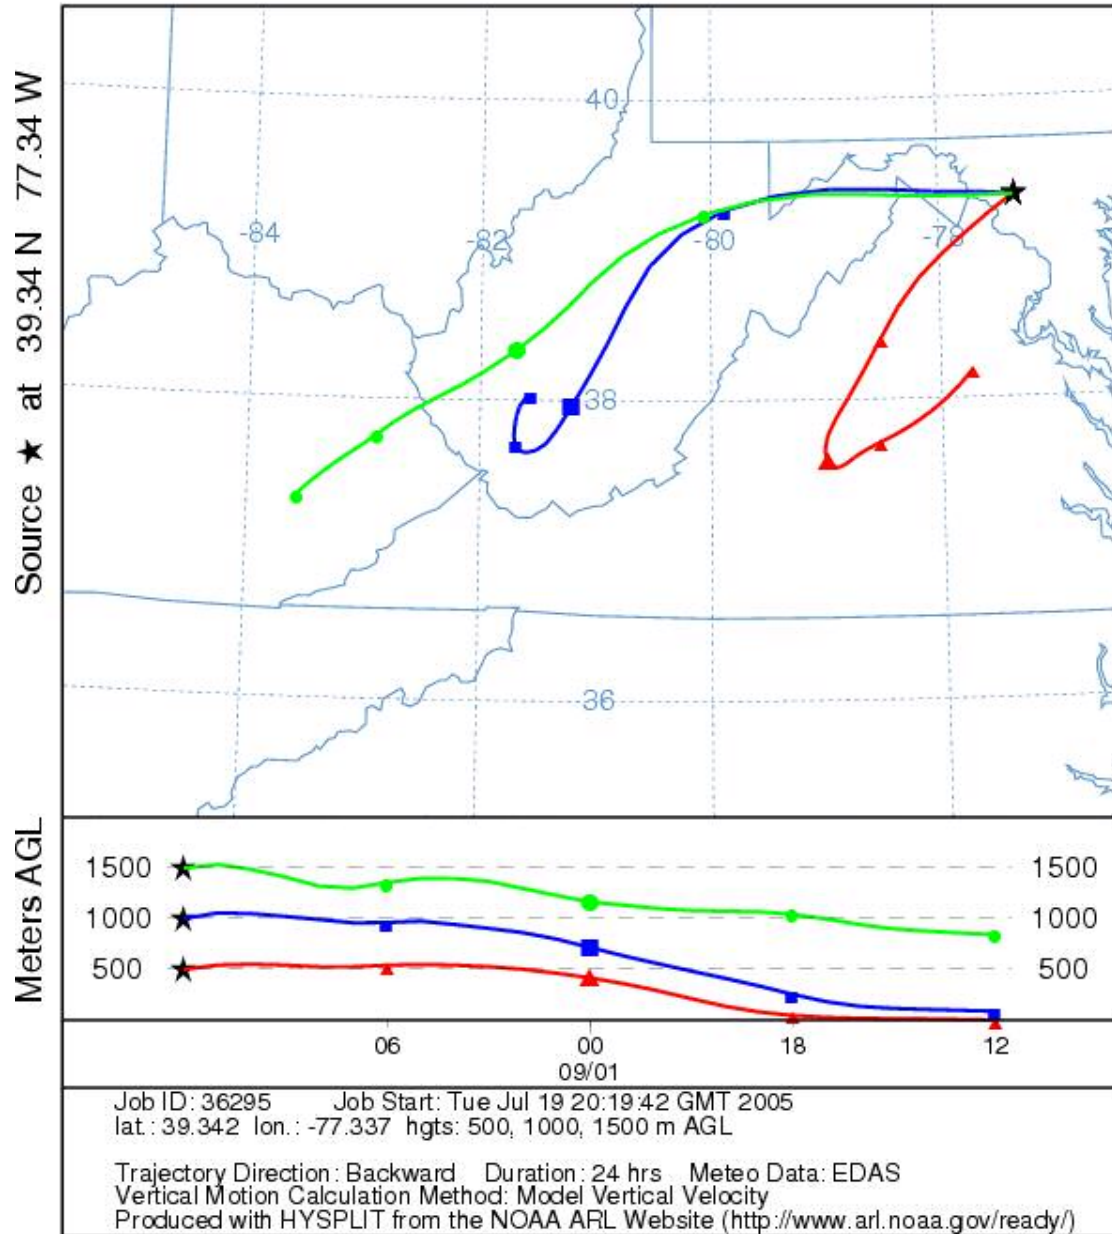 Source ★ at 39.34 N 77.34 W
40
-84
-82
-80
-78
38
36
Meters AGL
1500
1500
1000
1000
500
500
06
00
18
12
09/01
Job ID: 36295 Job Start: Tue Jul 19 20:19:42 GMT 2005
lat.: 39.342 lon.: -77.337 hgts: 500, 1000, 1500 m AGL
Trajectory Direction: Backward Duration: 24 hrs Meteo Data: EDAS
Vertical Motion Calculation Method: Model Vertical Velocity
Produced with HYSPLIT from the NOAA ARL Website (http://www.arl.noaa.gov/ready/)